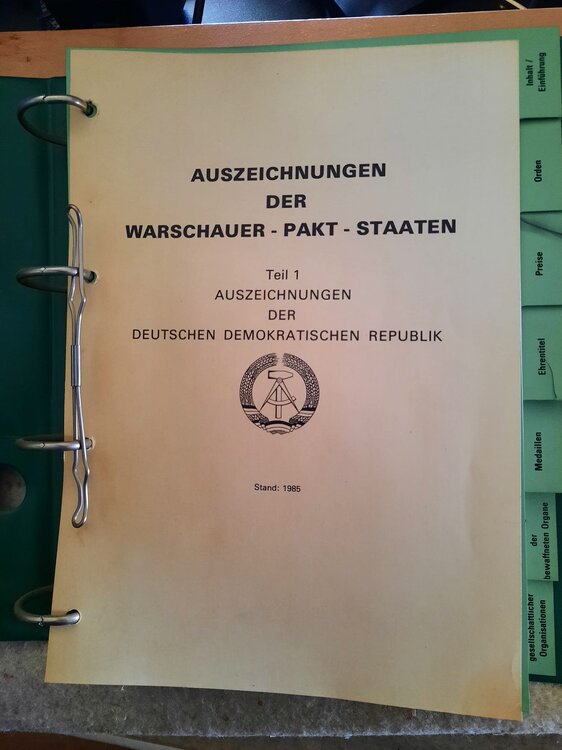 AUSZEICHNUNGEN
DER
WARSCHAUER - PAKT - STAATEN
Teil 1
AUSZEICHNUNGEN
DER
DEUTSCHEN DEMOKRATISCHEN REPUBLIK
Stand: 1985
Inhalt /
Einführung
Orden
Preise
Ehrentitel
Medaillen
der
bewaffneten Organe
gesellschaftlicher
Organisationen